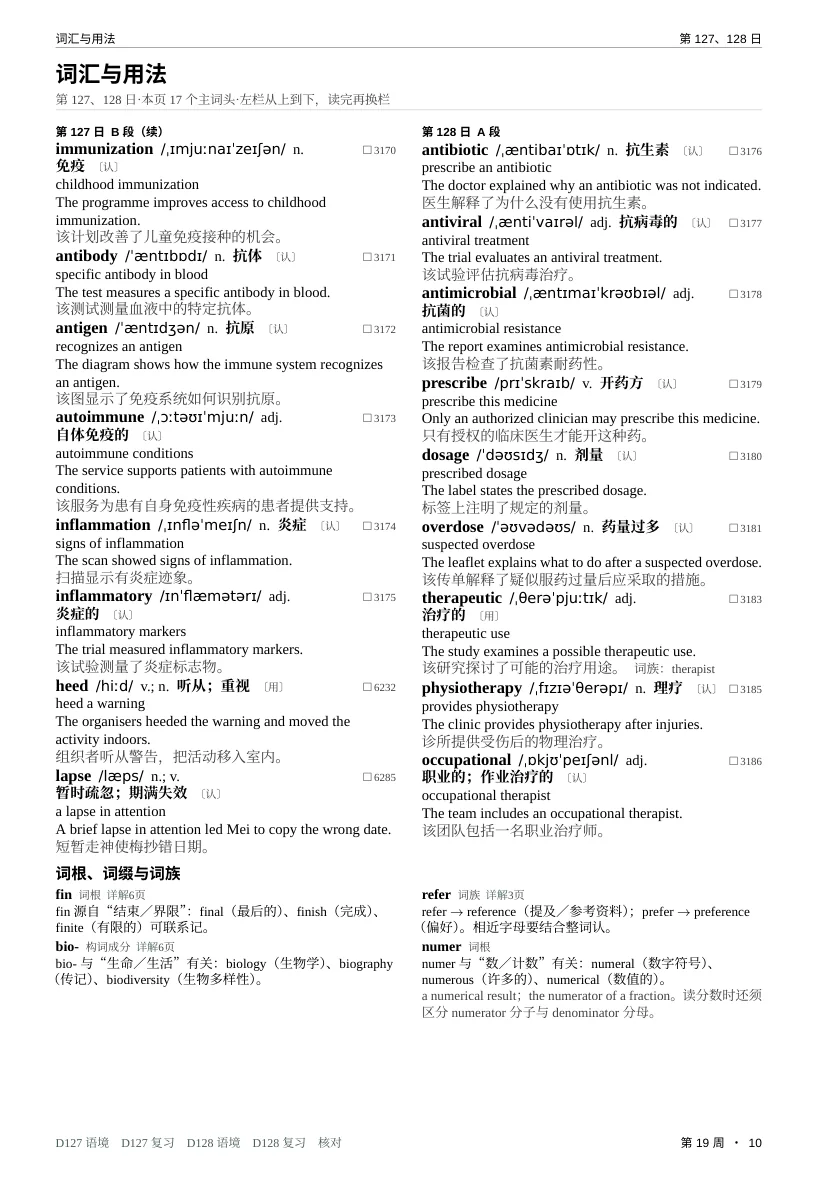 词汇与用法
第 127、128 日
词汇与用法
第 127、128 日·本页 17 个主词头·左栏从上到下，读完再换栏
第 127 日 B 段（续）
immunization /ˌɪmjuːnaɪˈzeɪʃən/ n. □3170
免疫 〔认〕
childhood immunization
The programme improves access to childhood
immunization.
该计划改善了儿童免疫接种的机会。
antibody /ˈæntɪbɒdɪ/ n. 抗体 〔认〕 □3171
specific antibody in blood
The test measures a specific antibody in blood.
该测试测量血液中的特定抗体。
antigen /ˈæntɪdʒən/ n. 抗原 〔认〕 □3172
recognizes an antigen
The diagram shows how the immune system recognizes
an antigen.
该图显示了免疫系统如何识别抗原。
autoimmune /ˌɔːtəʊɪˈmjuːn/ adj. □3173
自体免疫的 〔认〕
autoimmune conditions
The service supports patients with autoimmune
conditions.
该服务为患有自身免疫性疾病的患者提供支持。
inflammation /ˌɪnfləˈmeɪʃn/ n. 炎症 〔认〕 □3174
signs of inflammation
The scan showed signs of inflammation.
扫描显示有炎症迹象。
inflammatory /ɪnˈflæmətərɪ/ adj. □3175
炎症的 〔认〕
inflammatory markers
The trial measured inflammatory markers.
该试验测量了炎症标志物。
heed /hiːd/ v.; n. 听从；重视 〔用〕 □6232
heed a warning
The organisers heeded the warning and moved the
activity indoors.
组织者听从警告，把活动移入室内。
lapse /læps/ n.; v. □6285
暂时疏忽；期满失效 〔认〕
a lapse in attention
A brief lapse in attention led Mei to copy the wrong date.
短暂走神使梅抄错日期。
第 128 日 A 段
antibiotic /ˌæntibaɪˈɒtɪk/ n. 抗生素 〔认〕 □3176
prescribe an antibiotic
The doctor explained why an antibiotic was not indicated.
医生解释了为什么没有使用抗生素。
antiviral /ˌæntiˈvaɪrəl/ adj. 抗病毒的 〔认〕 □3177
antiviral treatment
The trial evaluates an antiviral treatment.
该试验评估抗病毒治疗。
antimicrobial /ˌæntɪmaɪˈkrəʊbɪəl/ adj. □3178
抗菌的 〔认〕
antimicrobial resistance
The report examines antimicrobial resistance.
该报告检查了抗菌素耐药性。
prescribe /prɪˈskraɪb/ v. 开药方 〔认〕 □3179
prescribe this medicine
Only an authorized clinician may prescribe this medicine.
只有授权的临床医生才能开这种药。
dosage /ˈdəʊsɪdʒ/ n. 剂量 〔认〕 □3180
prescribed dosage
The label states the prescribed dosage.
标签上注明了规定的剂量。
overdose /ˈəʊvədəʊs/ n. 药量过多 〔认〕 □3181
suspected overdose
The leaflet explains what to do after a suspected overdose.
该传单解释了疑似服药过量后应采取的措施。
therapeutic /ˌθerəˈpjuːtɪk/ adj. □3183
治疗的 〔用〕
therapeutic use
The study examines a possible therapeutic use.
该研究探讨了可能的治疗用途。 词族：therapist
physiotherapy /ˌfɪzɪəˈθerəpɪ/ n. 理疗 〔认〕 □3185
provides physiotherapy
The clinic provides physiotherapy after injuries.
诊所提供受伤后的物理治疗。
occupational /ˌɒkjʊˈpeɪʃənl/ adj. □3186
职业的；作业治疗的 〔认〕
occupational therapist
The team includes an occupational therapist.
该团队包括一名职业治疗师。
词根、词缀与词族
fin 词根 详解6页
fin 源自“结束／界限”：final（最后的）、finish（完成）、
finite（有限的）可联系记。
bio- 构词成分 详解6页
bio- 与“生命／生活”有关：biology（生物学）、biography
（传记）、biodiversity（生物多样性）。
refer 词族 详解3页
refer → reference（提及／参考资料）；prefer → preference
（偏好）。相近字母要结合整词认。
numer 词根
numer 与“数／计数”有关：numeral（数字符号）、
numerous（许多的）、numerical（数值的）。
a numerical result；the numerator of a fraction。读分数时还须
区分 numerator 分子与 denominator 分母。
D127 语境 D127 复习 D128 语境 D128 复习 核对
第 19 周 · 10